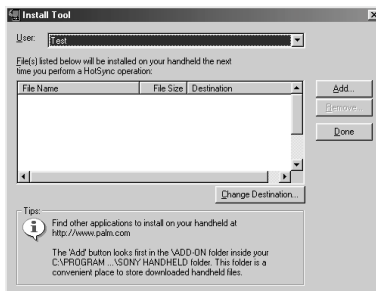 Install Tool
User: Test
File(s) listed below will be installed on your handheld the next
time you perform a HotSync operation:
File Name File Size Destination
Add...
Remove...
Done
Change Destination...
Tips:
Find other applications to install on your handheld at
http://www.palm.com
The 'Add' button looks first in the \ADD-ON folder inside your
C:\PROGRAM ...\SONY HANDHELD folder. This folder is a
convenient place to store downloaded handheld files.